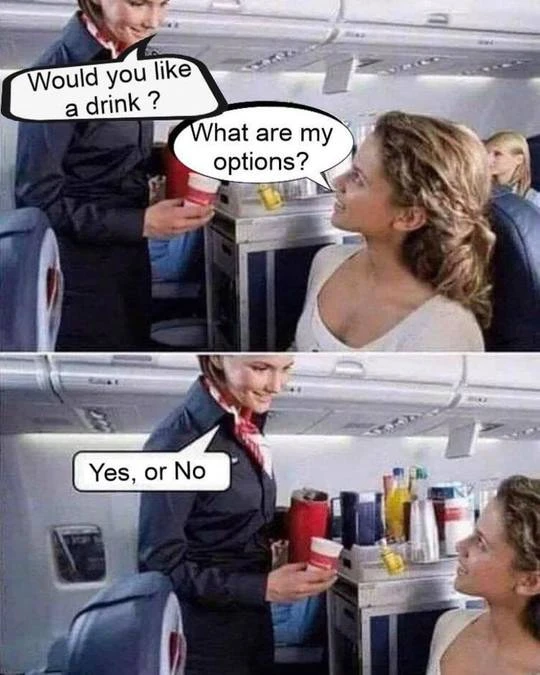 Would you like
a drink ?
What are my
options?
Yes, or No